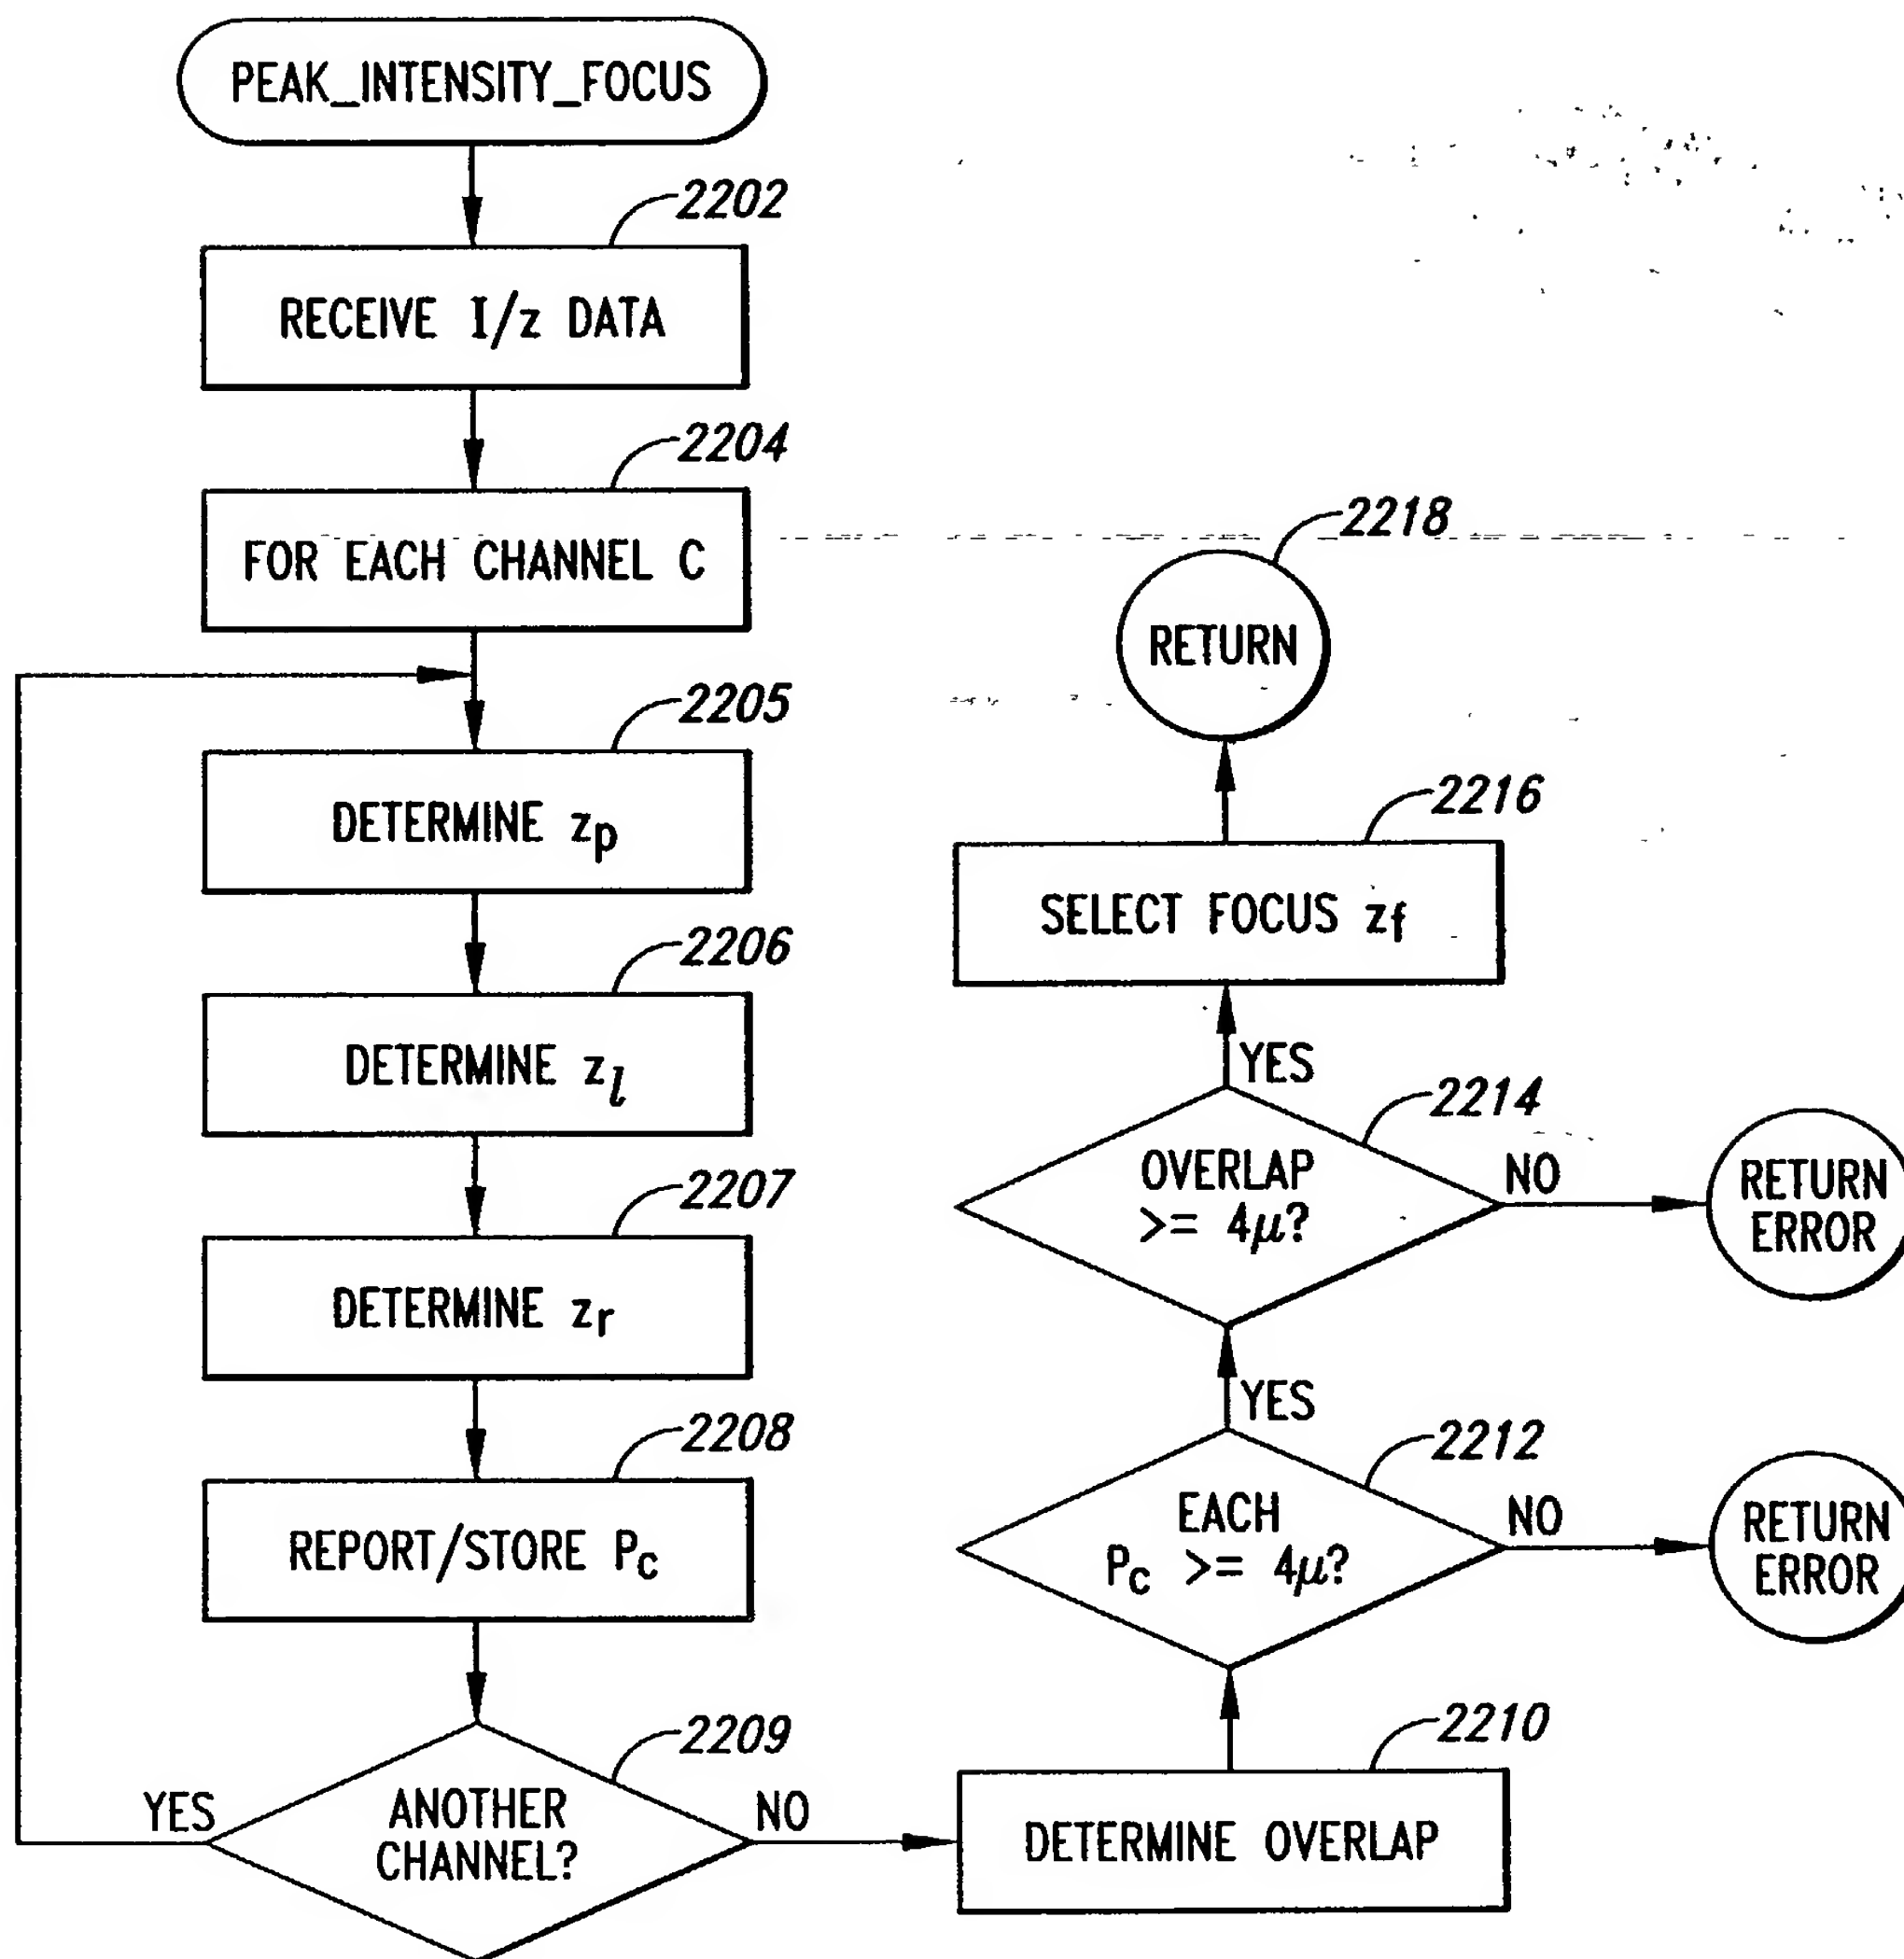 PEAK_INTENSITY_FOCUS
2202
RECEIVE I/z DATA
2204
FOR EACH CHANNEL C
2205
DETERMINE zp
2206
DETERMINE zl
2207
DETERMINE zr
2208
REPORT/STORE Pc
2209
ANOTHER
CHANNEL?
YES
NO
2210
DETERMINE OVERLAP
2212
EACH
Pc >= 4μ?
NO
RETURN
ERROR
YES
2214
OVERLAP
>= 4μ?
NO
RETURN
ERROR
YES
2216
SELECT FOCUS zf
2218
RETURN